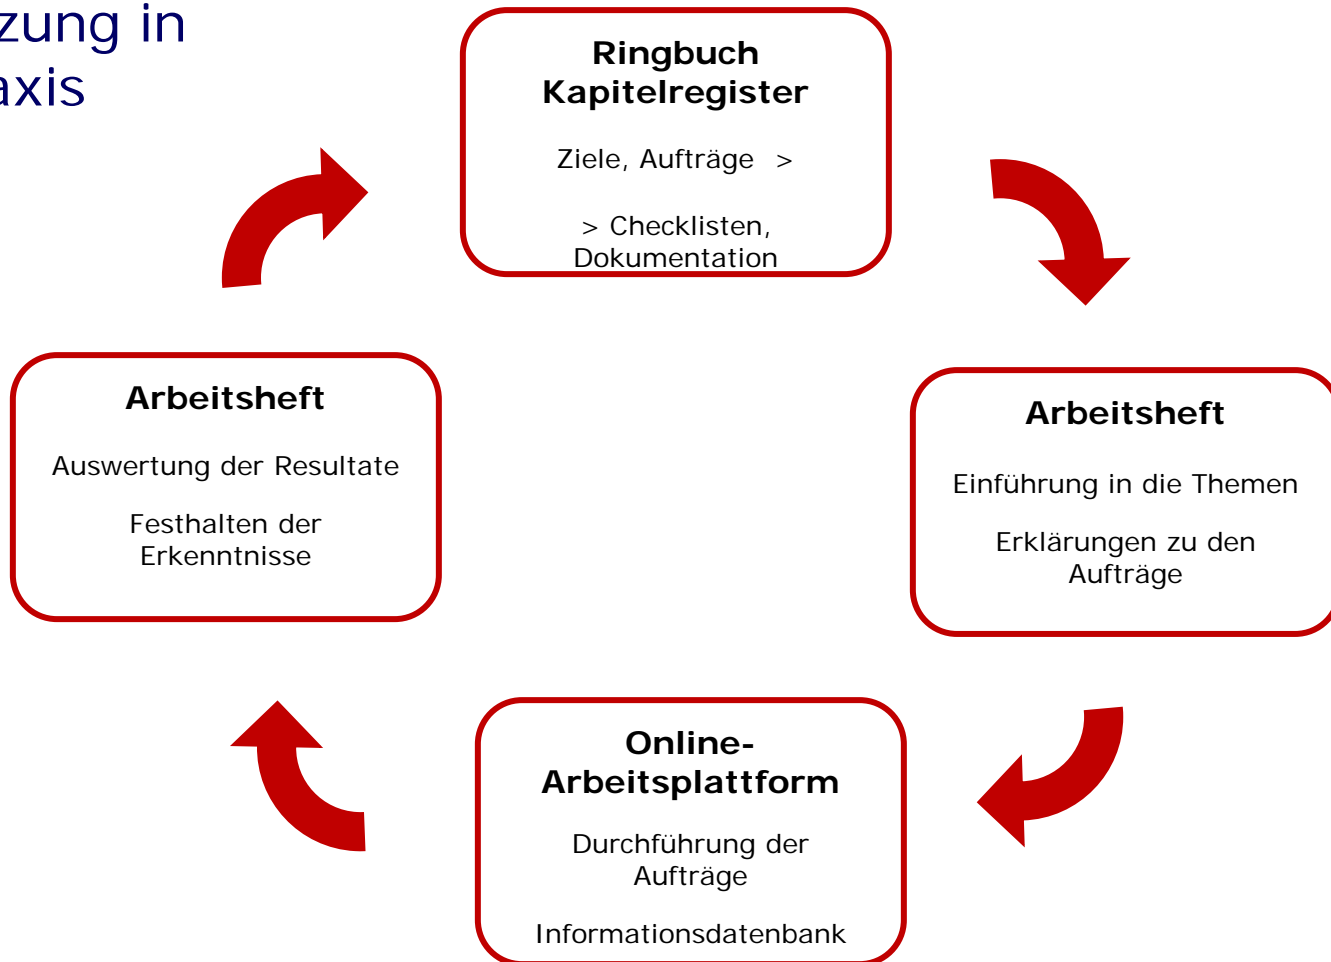 zung in
axis
Ringbuch
Kapitelregister
Ziele, Aufträge >
> Checklisten,
Dokumentation
Arbeitsheft
Auswertung der Resultate
Festhalten der
Erkenntnisse
Arbeitsheft
Einführung in die Themen
Erklärungen zu den
Aufträge
Online-
Arbeitsplattform
Durchführung der
Aufträge
Informationsdatenbank